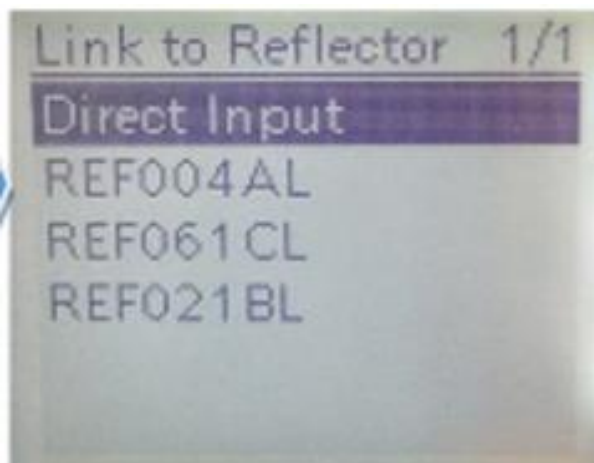 Link to Reflector 1/1
Direct Input
REF004AL
REF061CL
REF021BL